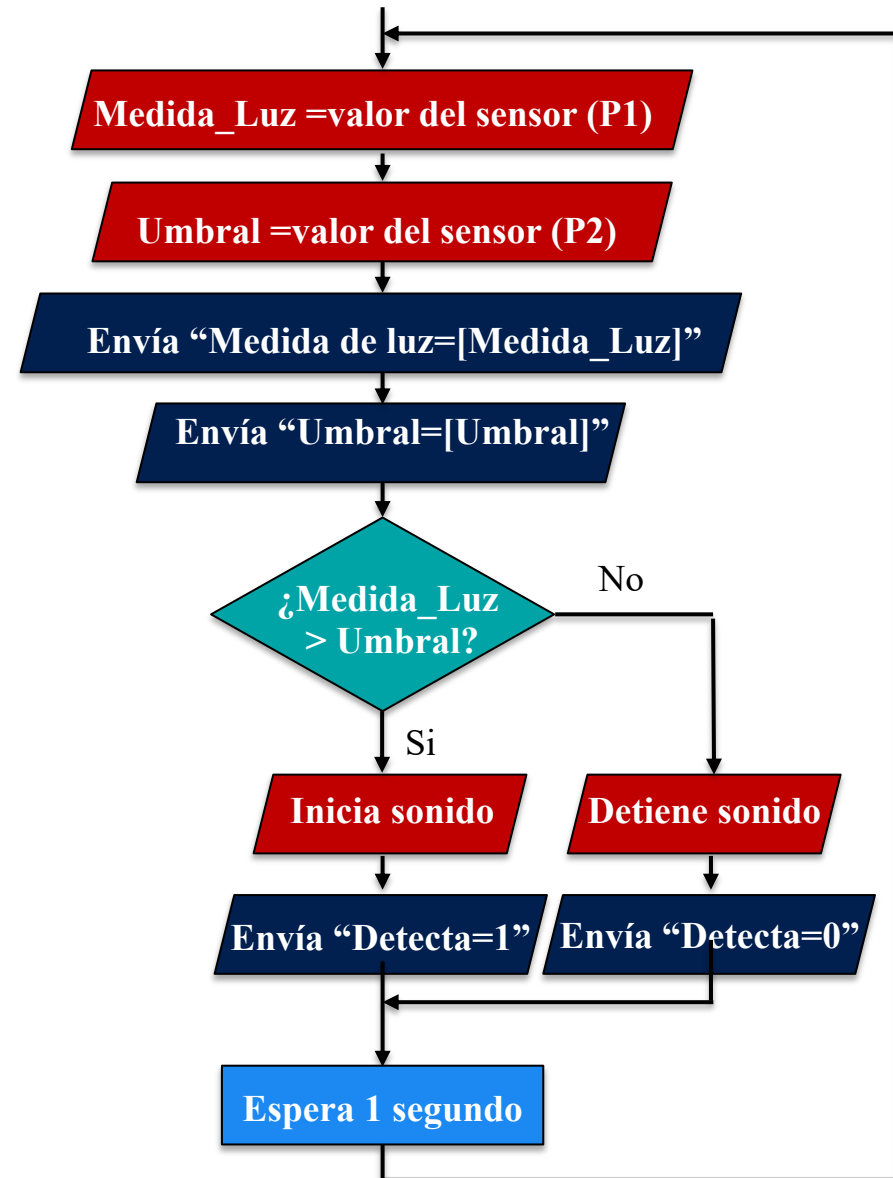 Medida_Luz =valor del sensor (P1)
Umbral =valor del sensor (P2)
Envía “Medida de luz=[Medida_Luz]”
Envía “Umbral=[Umbral]”
¿Medida_Luz
> Umbral?
No
Si
Inicia sonido
Detiene sonido
Envía “Detecta=1”
Envía “Detecta=0”
Espera 1 segundo